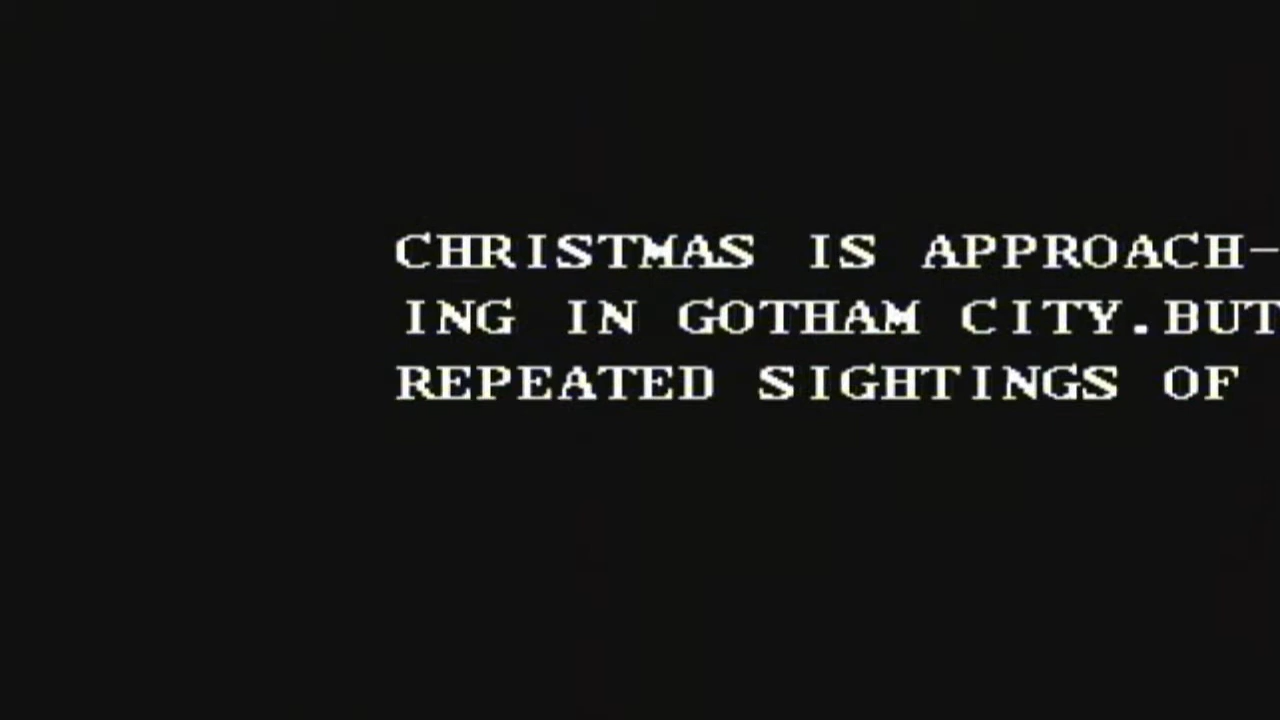 CHRISTMAS IS APPROACH-
ING IN GOTHAM CITY.BUT
REPEATED SIGHTINGS OF